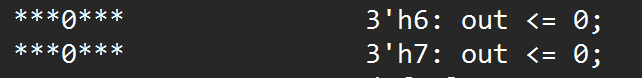 ***0*** 3'h6: out <= 0;
***0*** 3'h7: out <= 0;